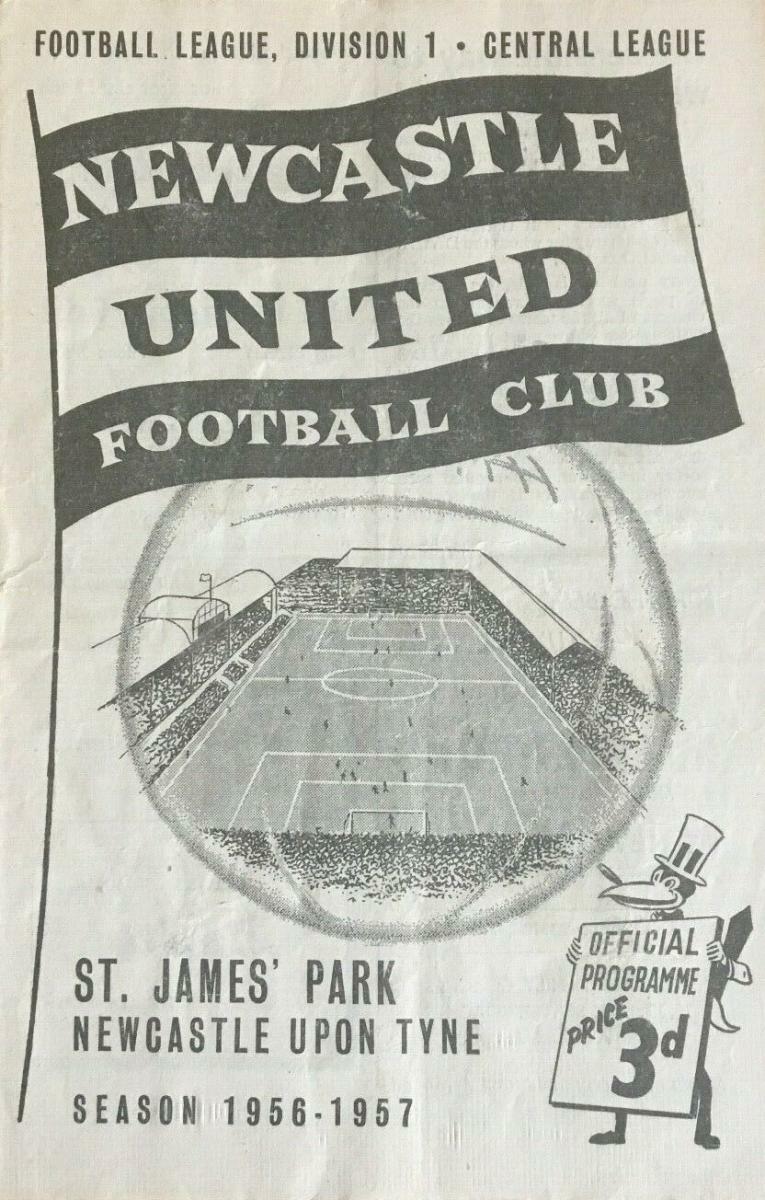 FOOTBALL LEAGUE, DIVISION 1 • CENTRAL LEAGUE
NEWCASTLE
UNITED
FOOTBALL CLUB
ST. JAMES' PARK
NEWCASTLE UPON TYNE
SEASON 1956-1957
OFFICIAL
PROGRAMME
PRICE
3d